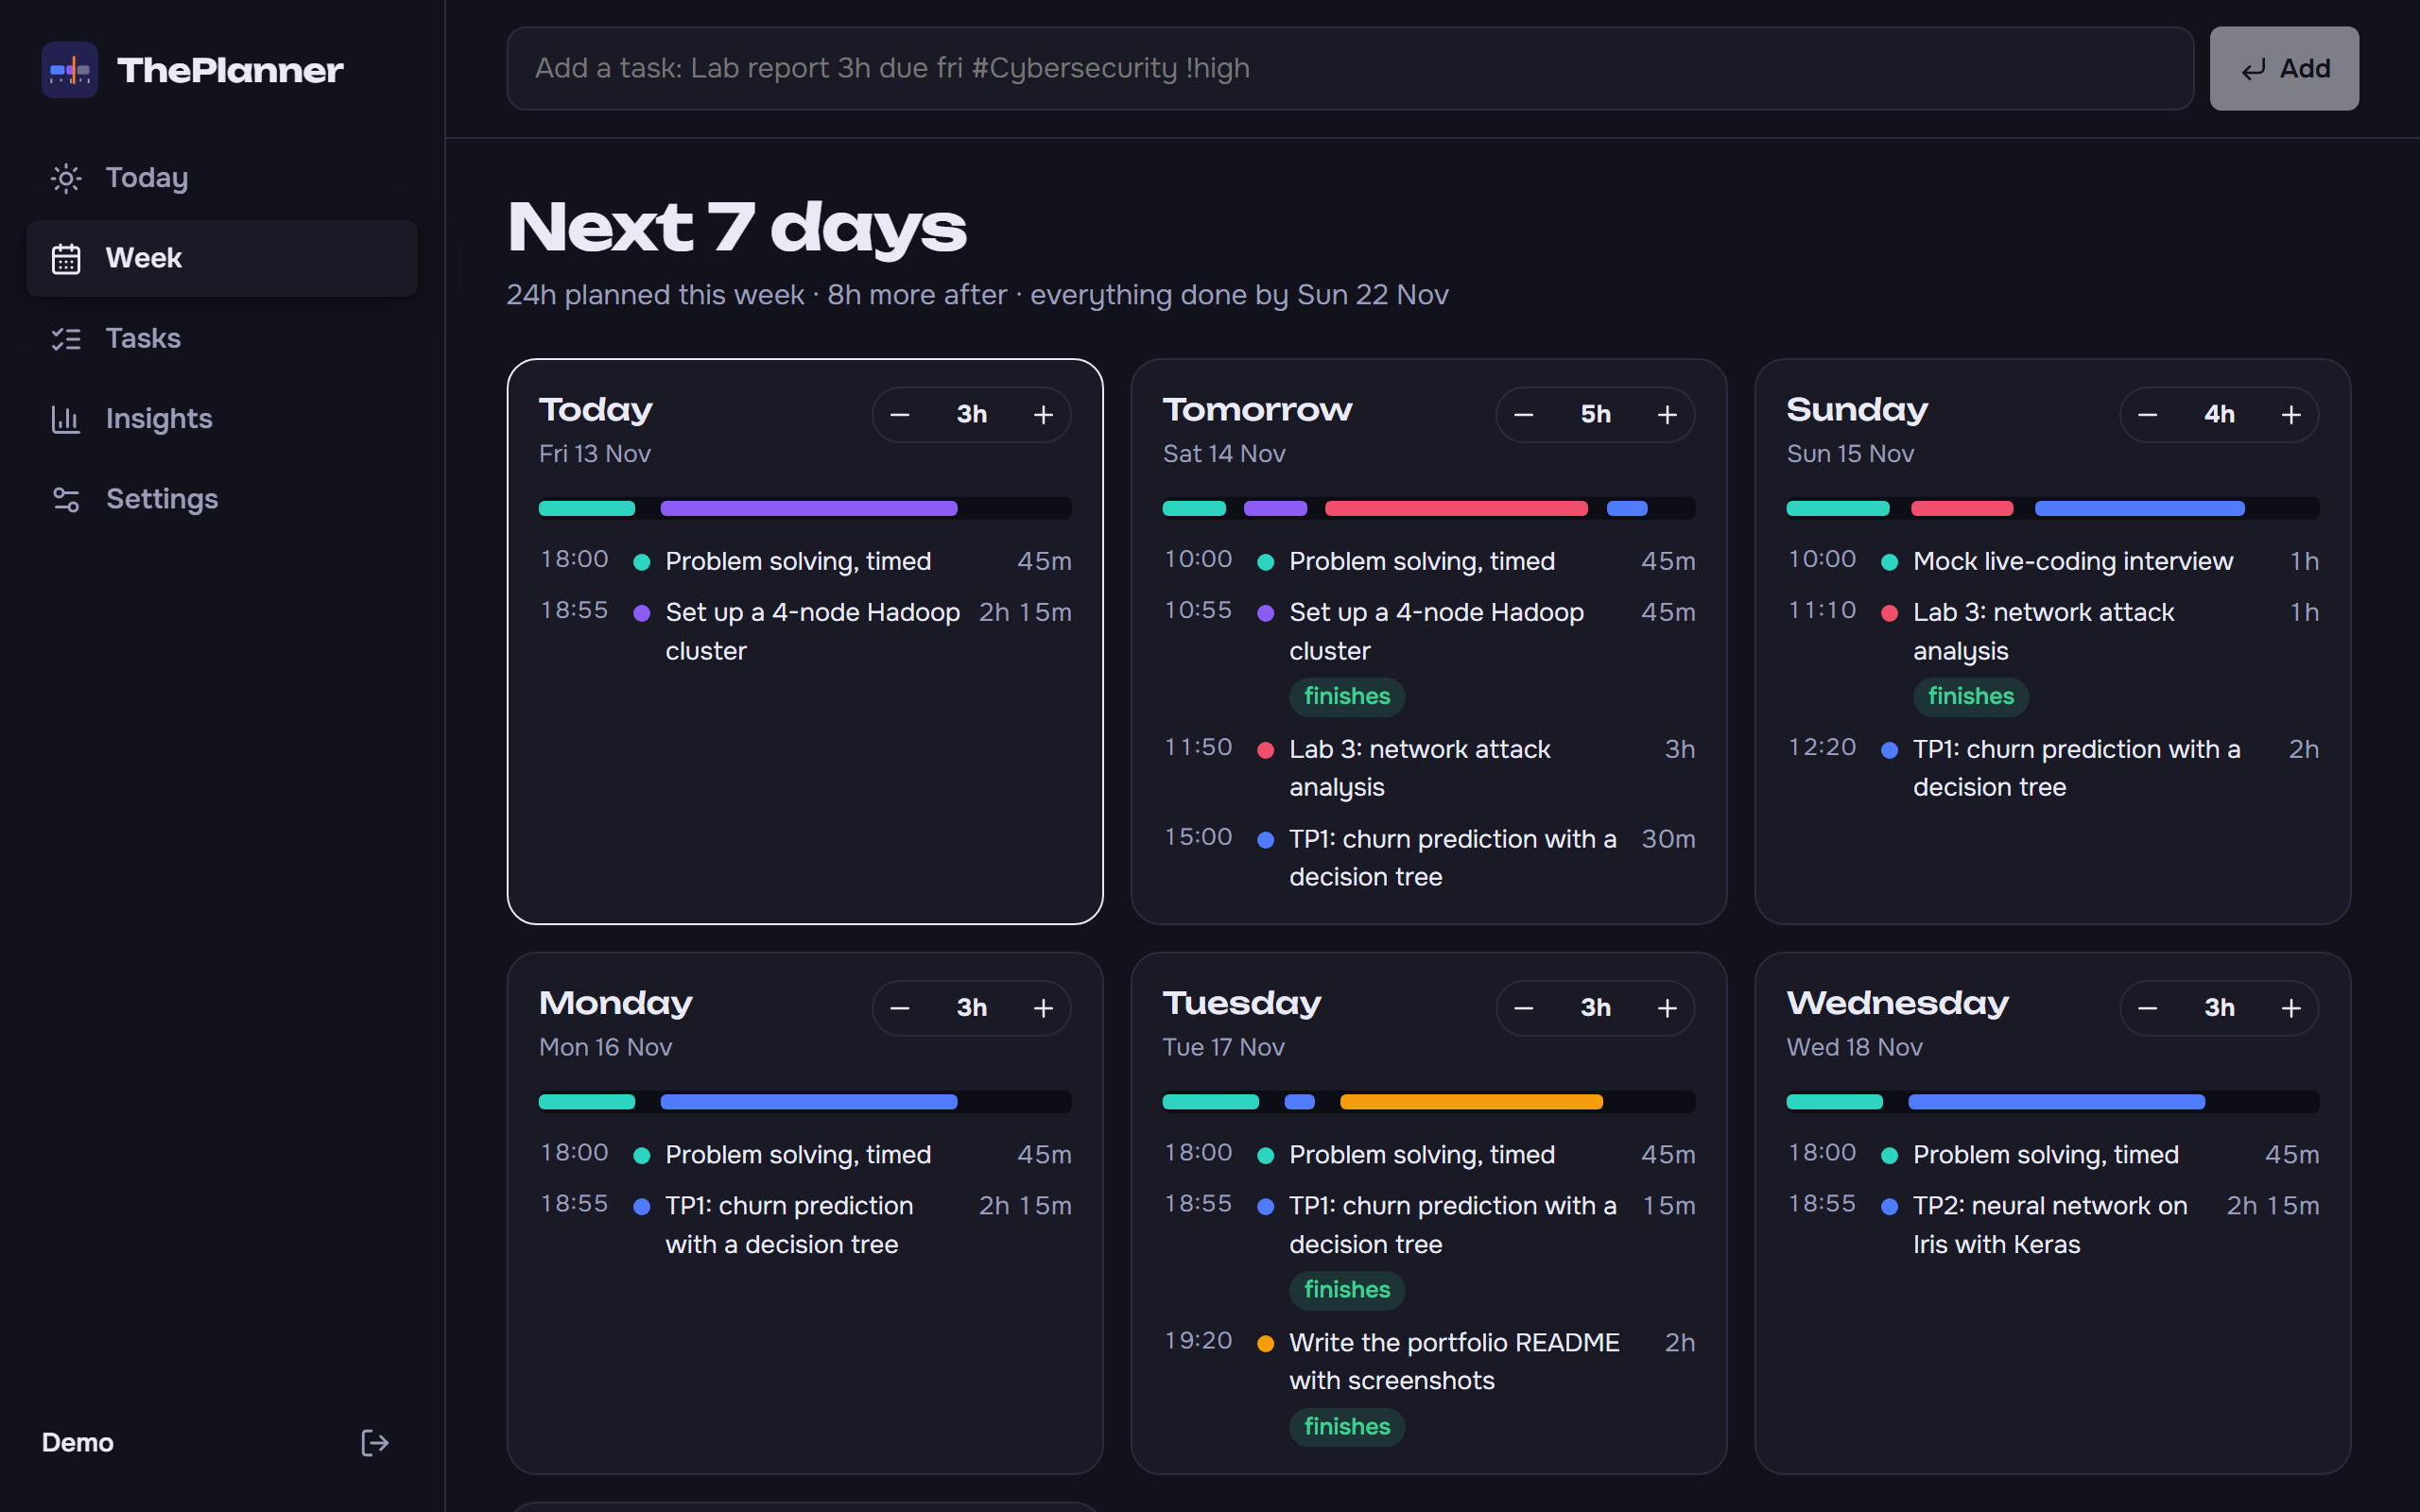 ThePlanner
Today
Week
Tasks
Insights
Settings
Demo
Add a task: Lab report 3h due fri #Cybersecurity !high
Add
Next 7 days
24h planned this week · 8h more after · everything done by Sun 22 Nov
Today
3h
Fri 13 Nov
18:00 Problem solving, timed 45m
18:55 Set up a 4-node Hadoop 2h 15m
cluster
Tomorrow
5h
Sat 14 Nov
10:00 Problem solving, timed 45m
10:55 Set up a 4-node Hadoop 45m
cluster
finishes
11:50 Lab 3: network attack 3h
analysis
15:00 TP1: churn prediction with a 30m
decision tree
Sunday
4h
Sun 15 Nov
10:00 Mock live-coding interview 1h
11:10 Lab 3: network attack 1h
analysis
finishes
12:20 TP1: churn prediction with a 2h
decision tree
Monday
3h
Mon 16 Nov
18:00 Problem solving, timed 45m
18:55 TP1: churn prediction 2h 15m
with a decision tree
Tuesday
3h
Tue 17 Nov
18:00 Problem solving, timed 45m
18:55 TP1: churn prediction with a 15m
decision tree
finishes
19:20 Write the portfolio README 2h
with screenshots
finishes
Wednesday
3h
Wed 18 Nov
18:00 Problem solving, timed 45m
18:55 TP2: neural network on 2h 15m
Iris with Keras